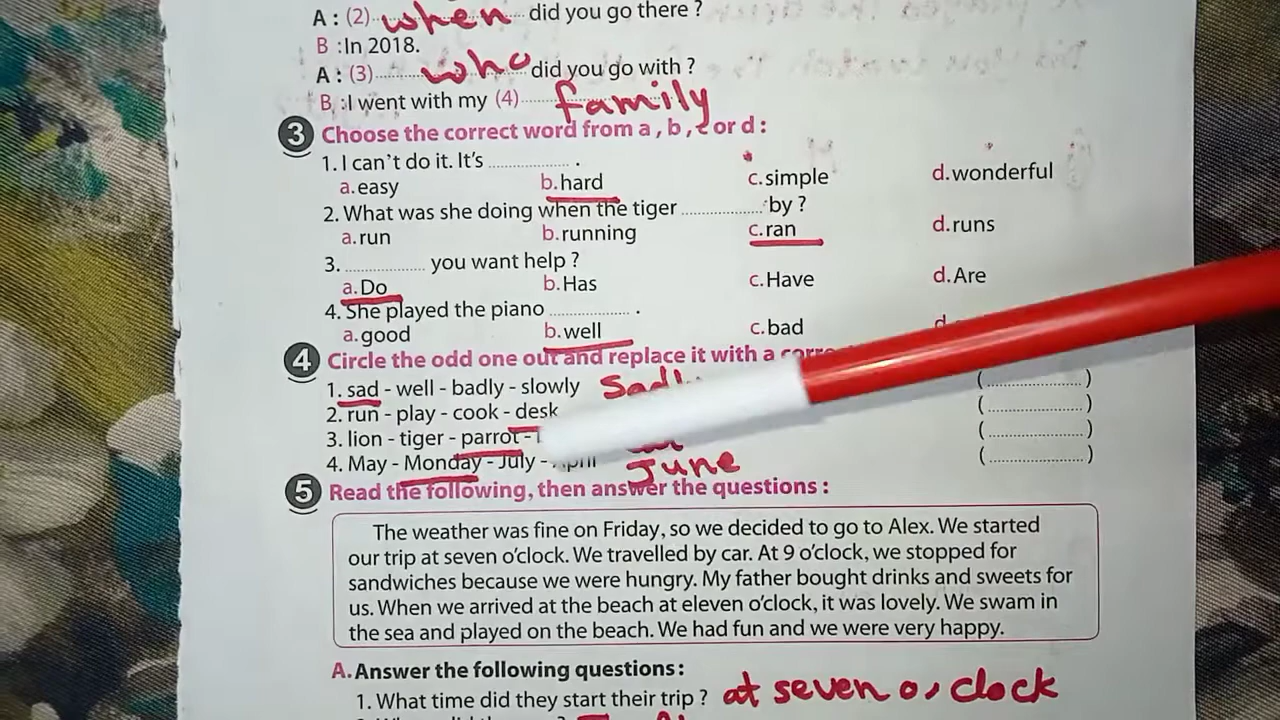 A : (2) when did you go there ?
B : In 2018.
A : (3) who did you go with ?
B : I went with my (4) family
3 Choose the correct word from a , b , c or d :
1. I can't do it. It's ................ .
a. easy b. hard c. simple d. wonderful
2. What was she doing when the tiger ................ by ?
a. run b. running c. ran d. runs
3. ................ you want help ?
a. Do b. Has c. Have d. Are
4. She played the piano ................ .
a. good b. well c. bad d.
4 Circle the odd one out and replace it with a
1. sad - well - badly - slowly (................)
2. run - play - cook - desk (................)
3. lion - tiger - parrot - (................)
4. May - Monday - July - April June (................)
5 Read the following, then answer the questions :
The weather was fine on Friday, so we decided to go to Alex. We started
our trip at seven o'clock. We travelled by car. At 9 o'clock, we stopped for
sandwiches because we were hungry. My father bought drinks and sweets for
us. When we arrived at the beach at eleven o'clock, it was lovely. We swam in
the sea and played on the beach. We had fun and we were very happy.
A. Answer the following questions :
1. What time did they start their trip ? at seven o, clock